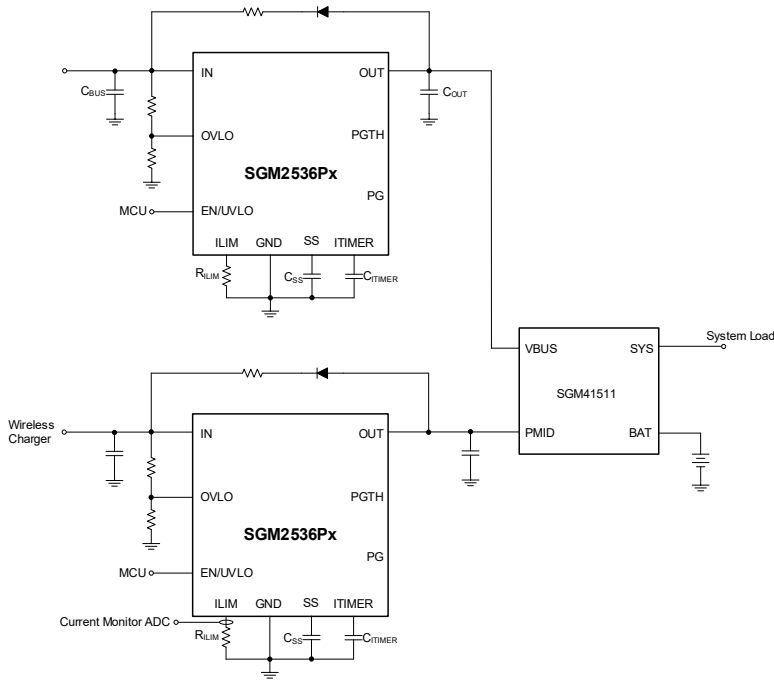 IN
OUT
CBUS
COUT
OVLO
PGTH
SGM2536Px
PG
MCU
EN/UVLO
ILIM
GND
SS
ITIMER
RILIM
CSS
CITIMER
VBUS
SYS
System Load
SGM41511
PMID
BAT
Wireless
Charger
IN
OUT
OVLO
PGTH
SGM2536Px
PG
MCU
EN/UVLO
ILIM
GND
SS
ITIMER
Current Monitor ADC
RILIM
CSS
CITIMER